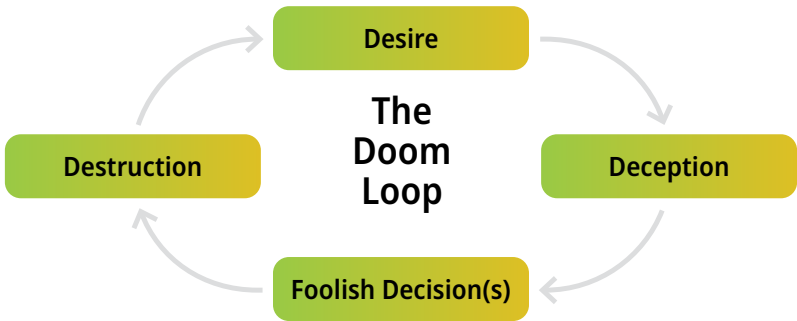 Desire
The
Doom
Loop
Destruction
Deception
Foolish Decision(s)